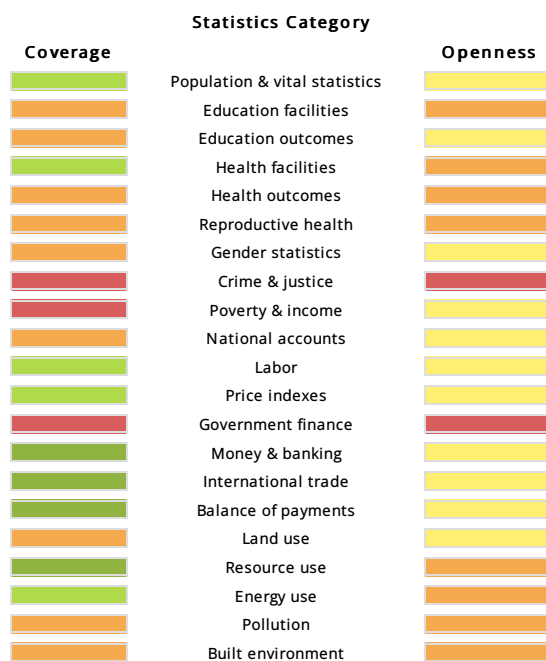 Statistics Category
Coverage Openness
Population & vital statistics
Education facilities
Education outcomes
Health facilities
Health outcomes
Reproductive health
Gender statistics
Crime & justice
Poverty & income
National accounts
Labor
Price indexes
Government finance
Money & banking
International trade
Balance of payments
Land use
Resource use
Energy use
Pollution
Built environment